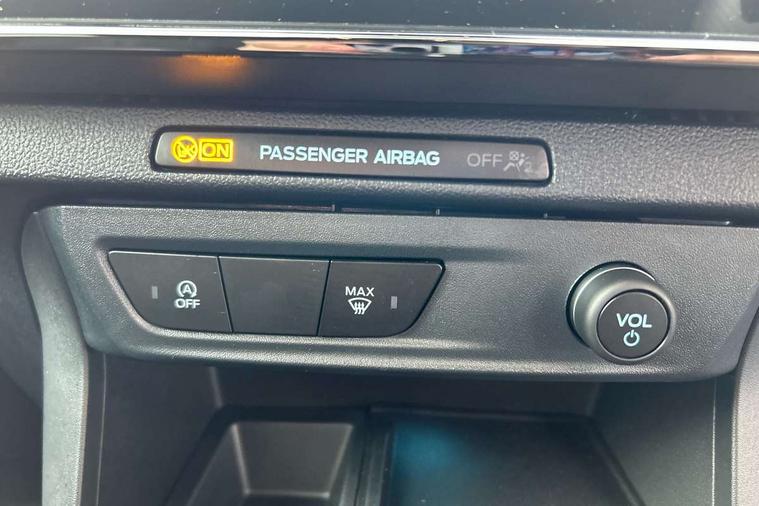 ON PASSENGER AIRBAG OFF
A
OFF
MAX
VOL